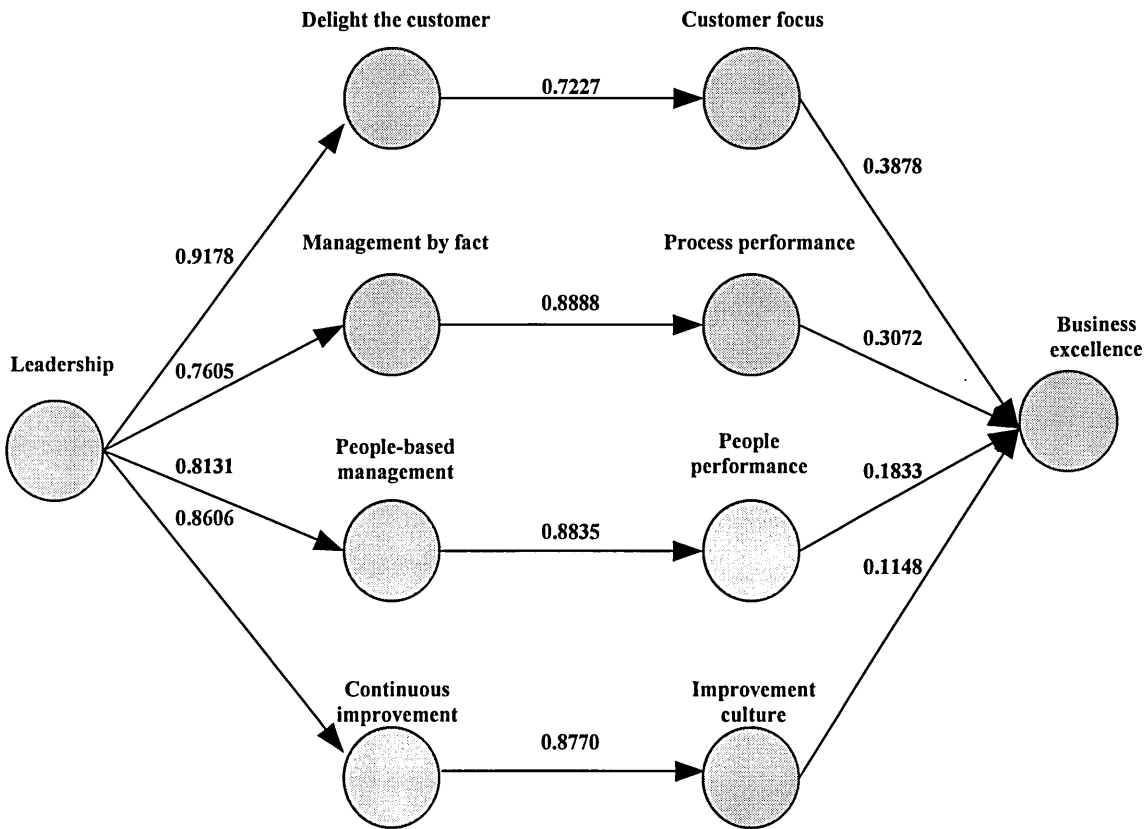 Delight the customer
Customer focus
0.7227
0.3878
Management by fact
Process performance
0.9178
0.8888
0.3072
Business
excellence
Leadership
0.7605
People-based
management
People
performance
0.8131
0.1833
0.8606
0.8835
0.1148
Continuous
improvement
Improvement
culture
0.8770